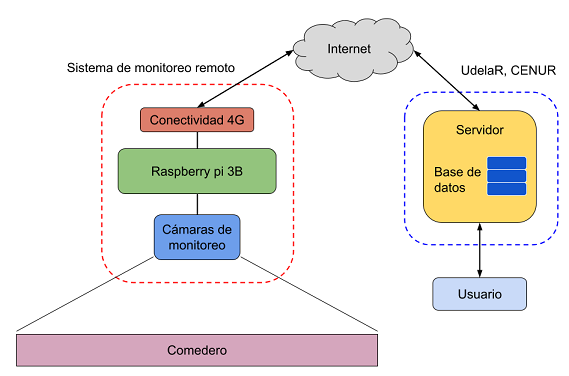 Internet
Sistema de monitoreo remoto
UdelaR, CENUR
Conectividad 4G
Servidor
Raspberry pi 3B
Base de
datos
Cámaras de
monitoreo
Usuario
Comedero